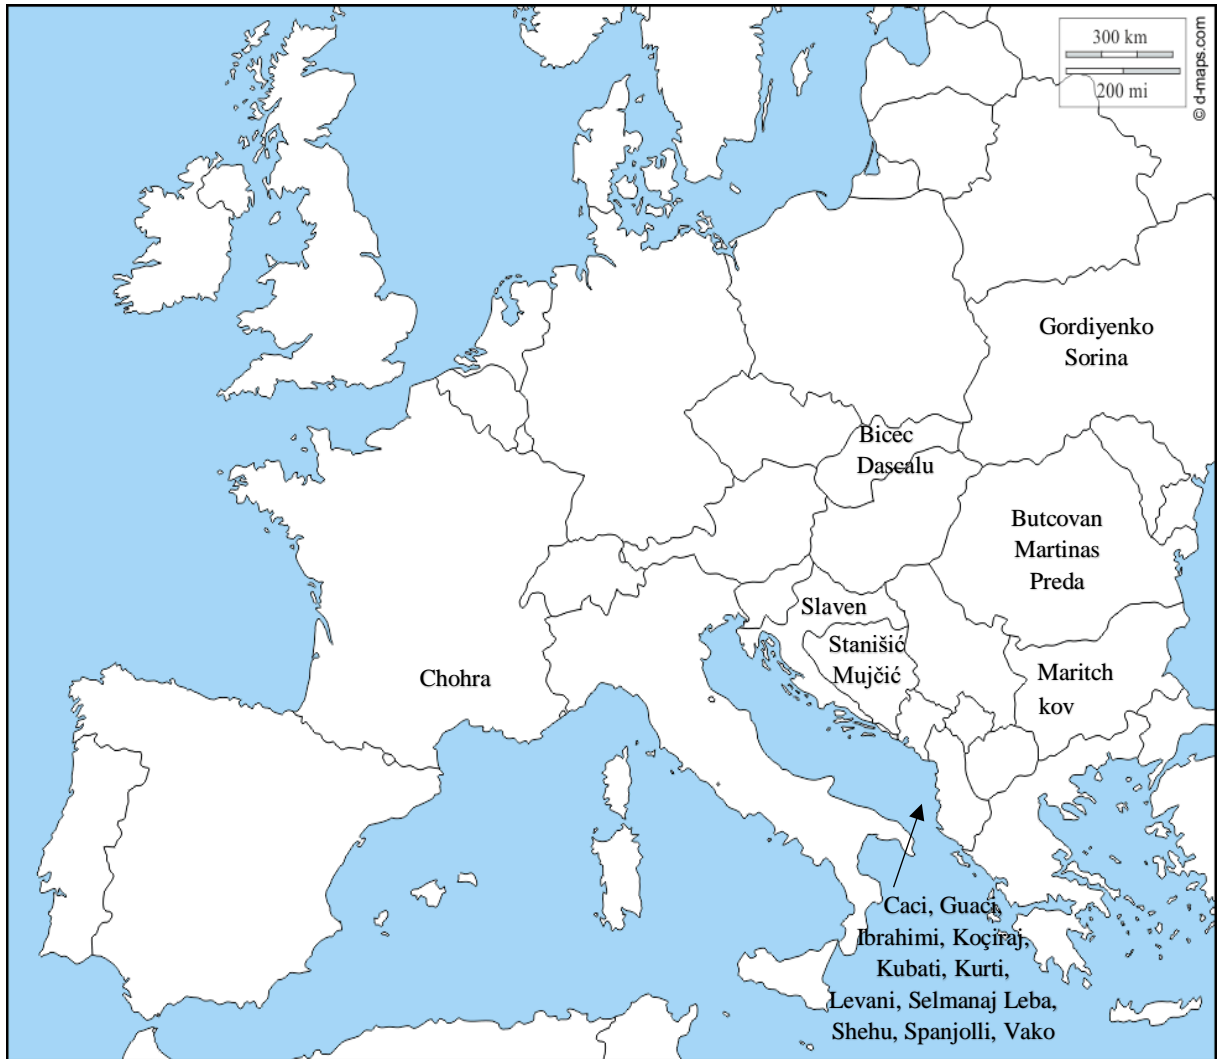 300 km
200 mi
© d-maps.com
Gordiyenko
Sorina
Bicec
Dascalu
Butcovan
Martinas
Preda
Slaven
Stanišić
Mujčić
Chohra
Maritch
kov
Caci, Guaci,
Ibrahimi, Koçiraj,
Kubati, Kurti,
Levani, Selmanaj Leba,
Shehu, Spanjolli, Vako